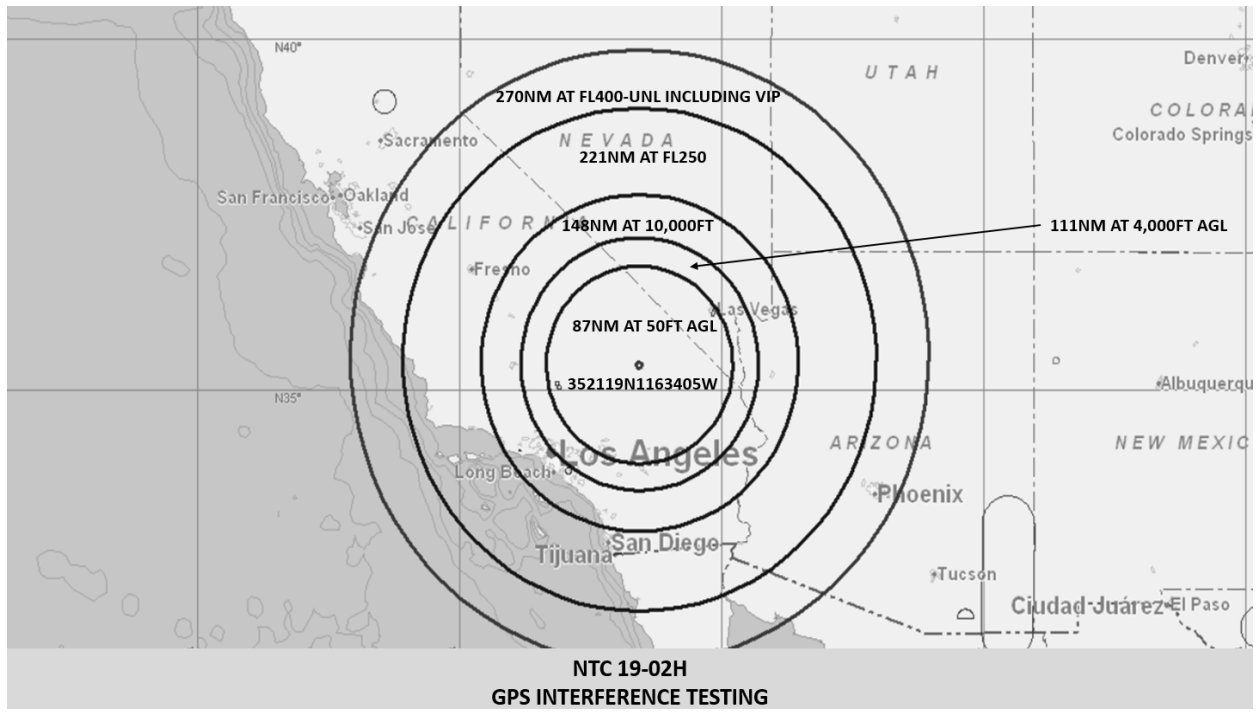 N40°
UTAH
Denver
270NM AT FL400-UNL INCLUDING VIP
COLORA
NEVADA
Colorado Springs
Sacramento
221NM AT FL250
San Francisco
Oakland
CALIFORNIA
148NM AT 10,000FT
111NM AT 4,000FT AGL
San Jose
Fresno
Las Vegas
87NM AT 50FT AGL
352119N1163405W
Albuquerqu
N35°
ARIZONA
NEW MEXIC
Los Angeles
Long Beach
Phoenix
San Diego
Tijuana
Tucson
Ciudad Juárez
El Paso
NTC 19-02H
GPS INTERFERENCE TESTING